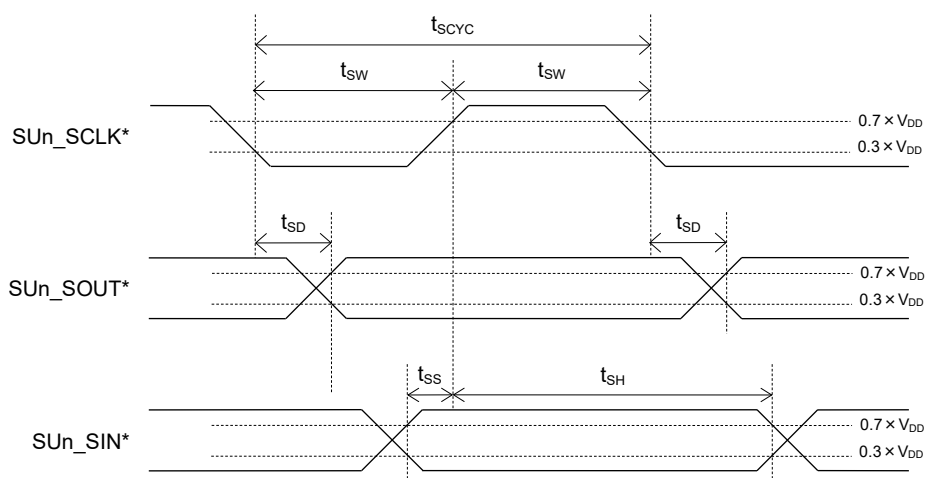 tSCYC
tSW tSW
SUn_SCLK*
0.7 × VDD
0.3 × VDD
tSD tSD
SUn_SOUT*
0.7 × VDD
0.3 × VDD
tSS tSH
SUn_SIN*
0.7 × VDD
0.3 × VDD